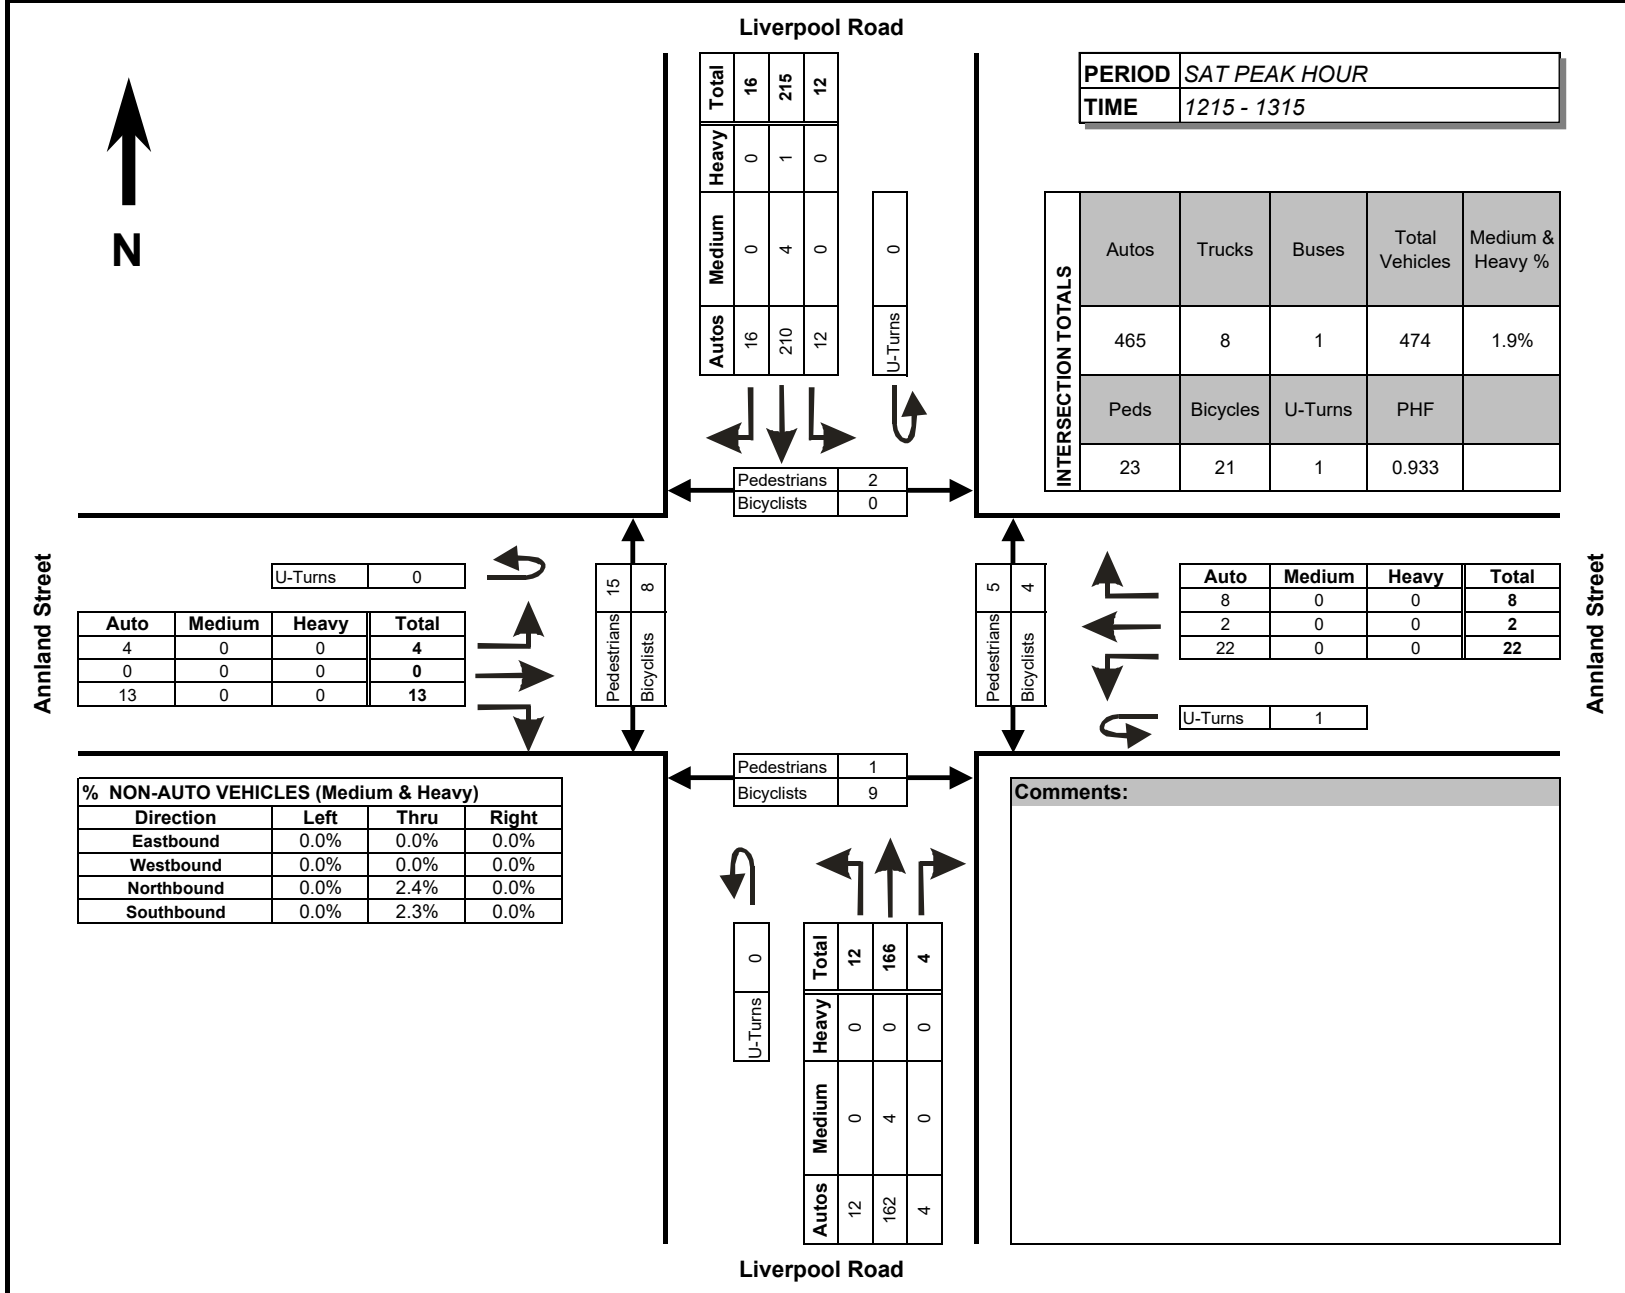 Liverpool Road
PERIOD SAT PEAK HOUR
TIME 1215 - 1315
N
Total 16 215 12
Heavy 0 1 0
Medium 0 4 0
Autos 16 210 12
U-Turns 0
INTERSECTION TOTALS
Autos Trucks Buses Total Vehicles Medium & Heavy %
465 8 1 474 1.9%
Peds Bicycles U-Turns PHF
23 21 1 0.933
Pedestrians 2
Bicyclists 0
Annland Street
U-Turns 0
Auto Medium Heavy Total
4 0 0 4
0 0 0 0
13 0 0 13
Pedestrians 15
Bicyclists 8
Pedestrians 5
Bicyclists 4
Auto Medium Heavy Total
8 0 0 8
2 0 0 2
22 0 0 22
U-Turns 1
Annland Street
Pedestrians 1
Bicyclists 9
% NON-AUTO VEHICLES (Medium & Heavy)
Direction Left Thru Right
Eastbound 0.0% 0.0% 0.0%
Westbound 0.0% 0.0% 0.0%
Northbound 0.0% 2.4% 0.0%
Southbound 0.0% 2.3% 0.0%
Comments:
U-Turns 0
Total 12 166 4
Heavy 0 0 0
Medium 0 4 0
Autos 12 162 4
Liverpool Road